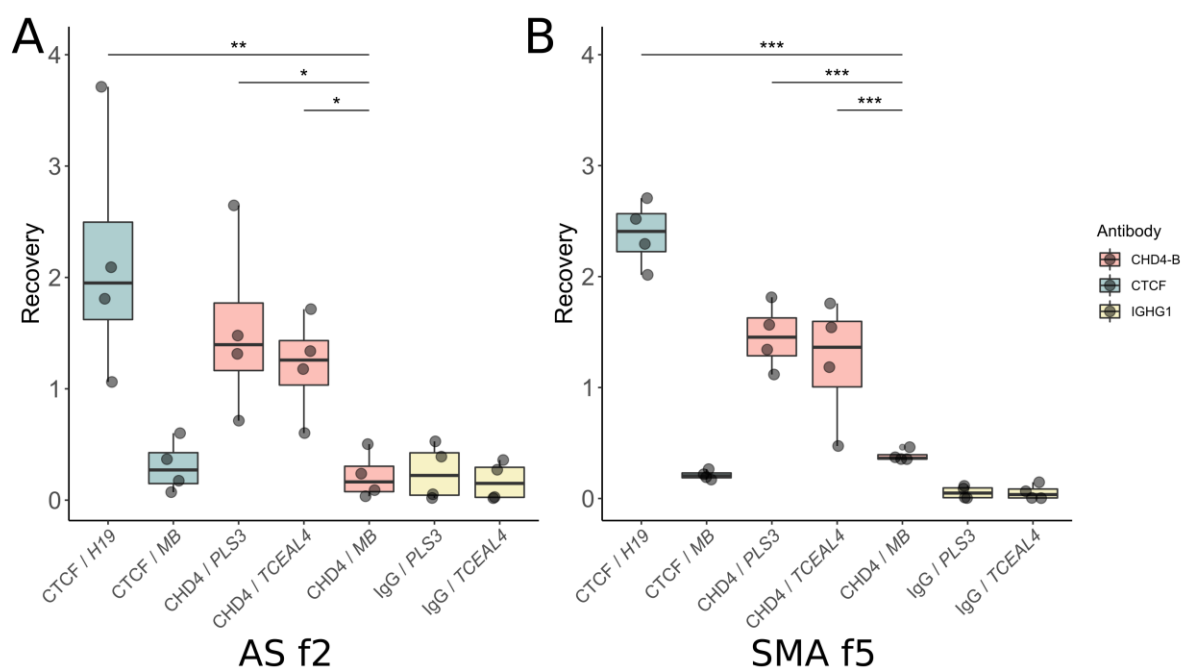 A
B
4
3
2
1
0
Recovery
**
*
*
CTCF / H19
CTCF / MB
CHD4 / PLS3
CHD4 / TCEAL4
CHD4 / MB
IgG / PLS3
IgG / TCEAL4
AS f2
4
3
2
1
0
Recovery
***
***
***
CTCF / H19
CTCF / MB
CHD4 / PLS3
CHD4 / TCEAL4
CHD4 / MB
IgG / PLS3
IgG / TCEAL4
SMA f5
Antibody
CHD4-B
CTCF
IGHG1